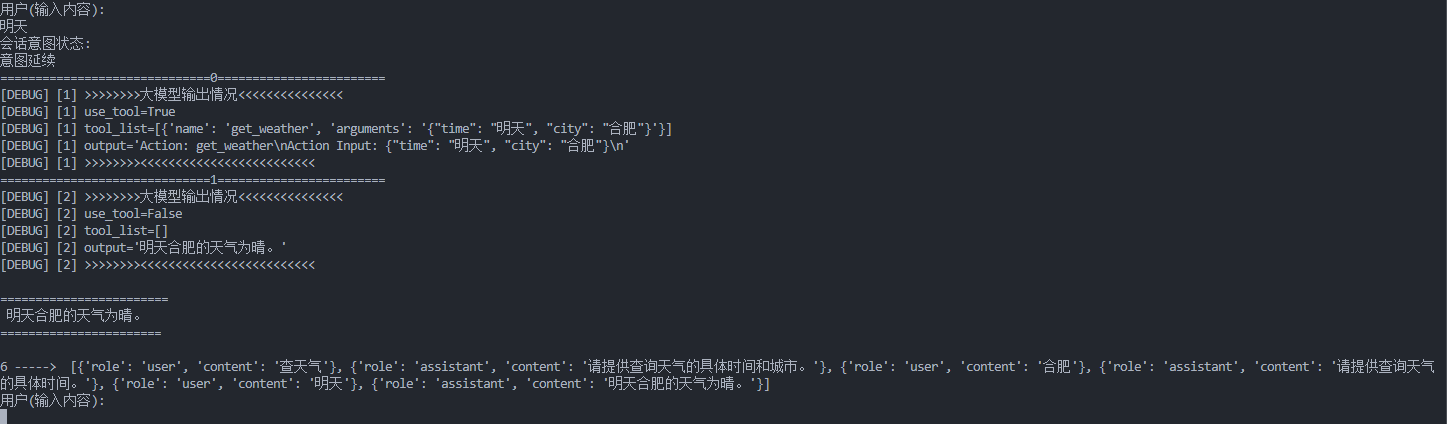 用户(输入内容):
明天
会话意图状态:
意图延续
==============================0========================
[DEBUG] [1] >>>>>>>>大模型输出情况<<<<<<<<<<<<<<<
[DEBUG] [1] use_tool=True
[DEBUG] [1] tool_list=[{'name': 'get_weather', 'arguments': '{"time": "明天", "city": "合肥"}'}]
[DEBUG] [1] output='Action: get_weather\nAction Input: {"time": "明天", "city": "合肥"}\n'
[DEBUG] [1] >>>>>>>><<<<<<<<<<<<<<<<<<<<<<<<<
==============================1========================
[DEBUG] [2] >>>>>>>>大模型输出情况<<<<<<<<<<<<<<<
[DEBUG] [2] use_tool=False
[DEBUG] [2] tool_list=[]
[DEBUG] [2] output='明天合肥的天气为晴。'
[DEBUG] [2] >>>>>>>><<<<<<<<<<<<<<<<<<<<<<<<<
========================
明天合肥的天气为晴。
=======================
6 -----> [{'role': 'user', 'content': '查天气'}, {'role': 'assistant', 'content': '请提供查询天气的具体时间和城市。'}, {'role': 'user', 'content': '合肥'}, {'role': 'assistant', 'content': '请提供查询天气
的具体时间。'}, {'role': 'user', 'content': '明天'}, {'role': 'assistant', 'content': '明天合肥的天气为晴。'}]
用户(输入内容):